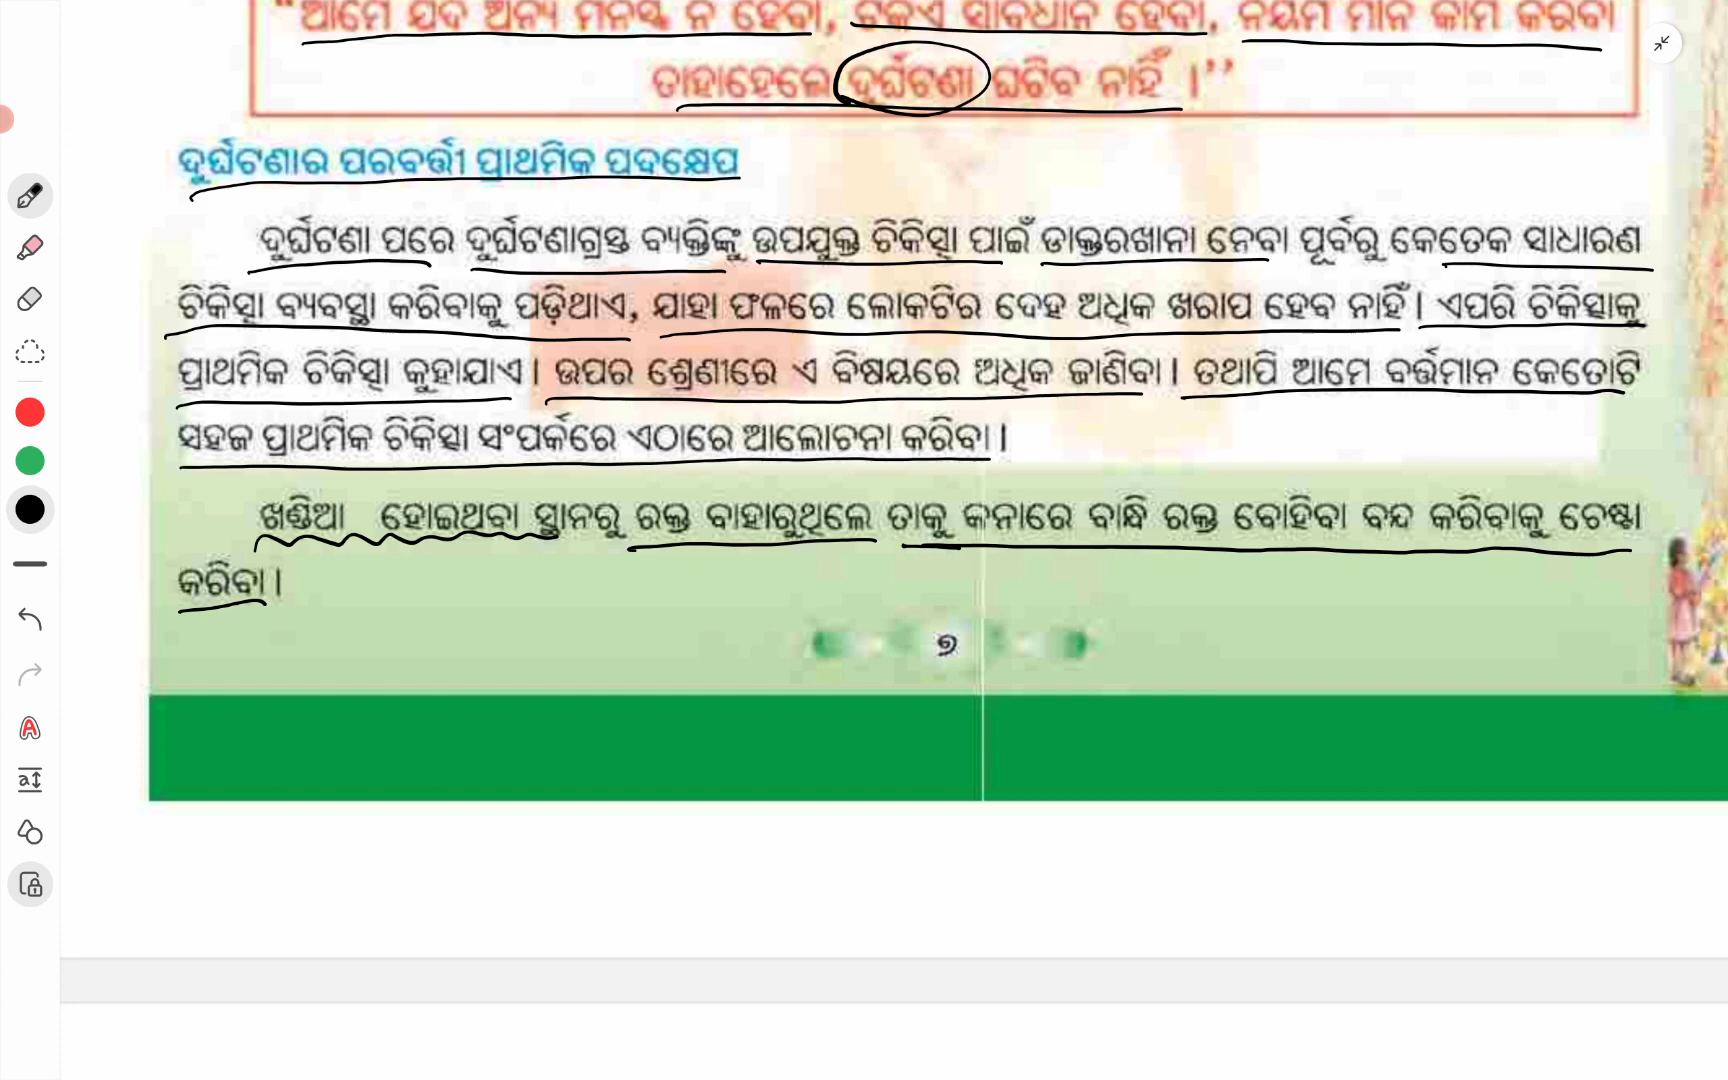 “ଆମେ ଯଦି ଅନ୍ୟ ମନସ୍କ ନ ହେବା, ଟିକିଏ ସାବଧାନ ହେବା, ନିୟମ ମାନି କାମ କରିବା
ତାହାହେଲେ ଦୁର୍ଘଟଣା ଘଟିବ ନାହିଁ ।’’
ଦୁର୍ଘଟଣାର ପରବର୍ତ୍ତୀ ପ୍ରାଥମିକ ପଦକ୍ଷେପ
ଦୁର୍ଘଟଣା ପରେ ଦୁର୍ଘଟଣାଗ୍ରସ୍ତ ବ୍ୟକ୍ତିଙ୍କୁ ଉପଯୁକ୍ତ ଚିକିତ୍ସା ପାଇଁ ଡାକ୍ତରଖାନା ନେବା ପୂର୍ବରୁ କେତେକ ସାଧାରଣ
ଚିକିତ୍ସା ବ୍ୟବସ୍ଥା କରିବାକୁ ପଡ଼ିଥାଏ, ଯାହା ଫଳରେ ଲୋକଟିର ଦେହ ଅଧିକ ଖରାପ ହେବ ନାହିଁ। ଏପରି ଚିକିତ୍ସାକୁ
ପ୍ରାଥମିକ ଚିକିତ୍ସା କୁହାଯାଏ। ଉପର ଶ୍ରେଣୀରେ ଏ ବିଷୟରେ ଅଧିକ ଜାଣିବା। ତଥାପି ଆମେ ବର୍ତ୍ତମାନ କେତୋଟି
ସହଜ ପ୍ରାଥମିକ ଚିକିତ୍ସା ସଂପର୍କରେ ଏଠାରେ ଆଲୋଚନା କରିବା।
ଖଣ୍ଡିଆ ହୋଇଥିବା ସ୍ଥାନରୁ ରକ୍ତ ବାହାରୁଥିଲେ ତାକୁ କନାରେ ବାନ୍ଧି ରକ୍ତ ବୋହିବା ବନ୍ଦ କରିବାକୁ ଚେଷ୍ଟା
କରିବା।
୭